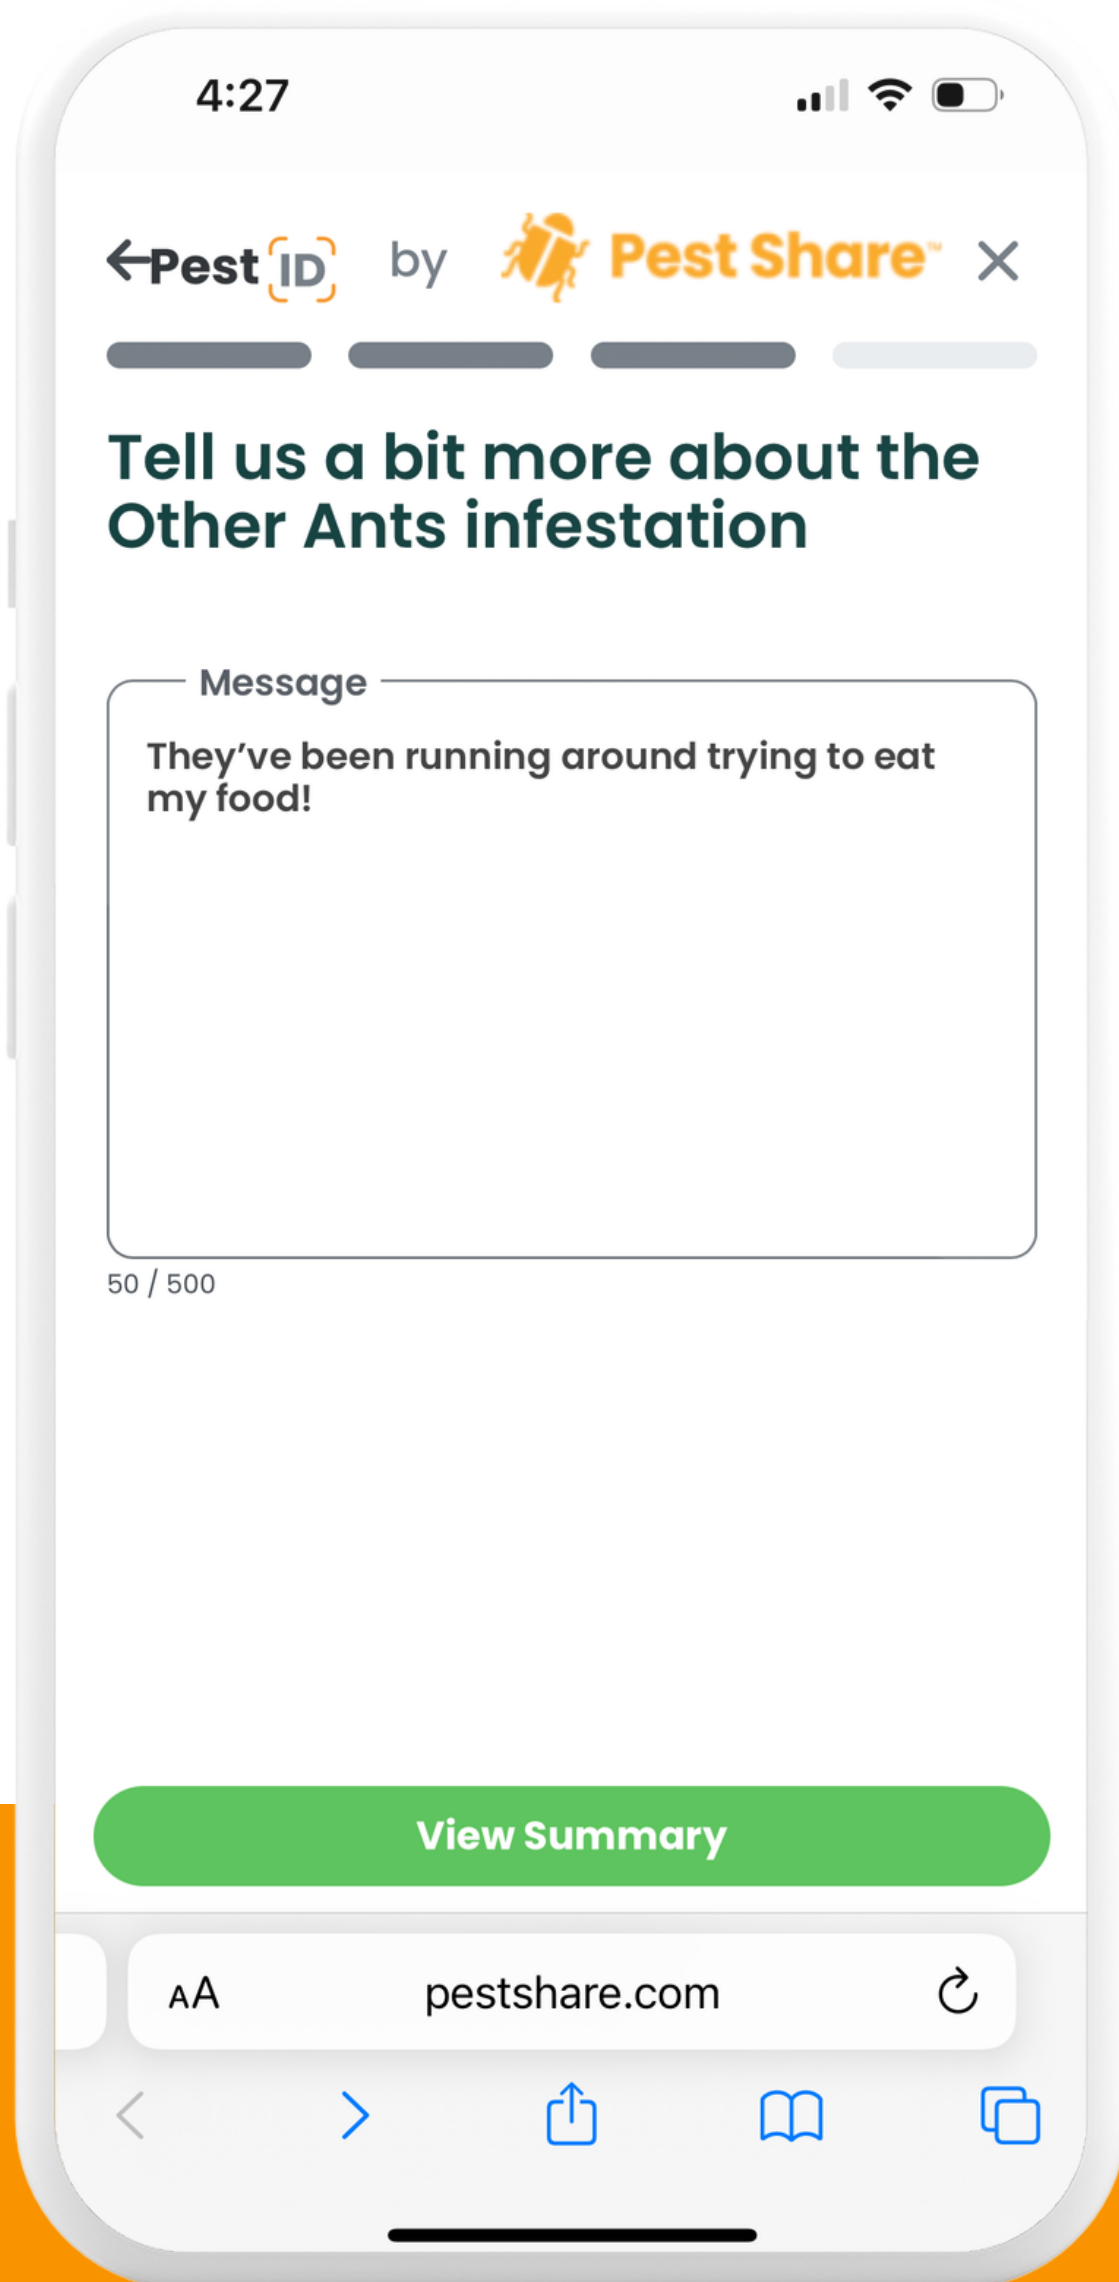 4:27
Pest ID by Pest Share™
Tell us a bit more about the
Other Ants infestation
Message
They’ve been running around trying to eat
my food!
50 / 500
View Summary
AA pestshare.com